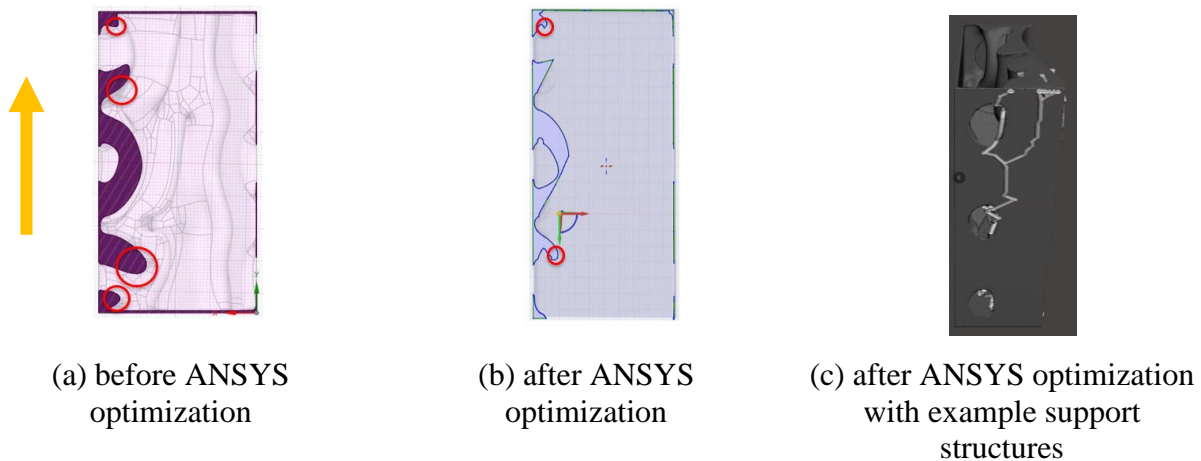 (a) before ANSYS
optimization
(b) after ANSYS
optimization
(c) after ANSYS optimization
with example support
structures